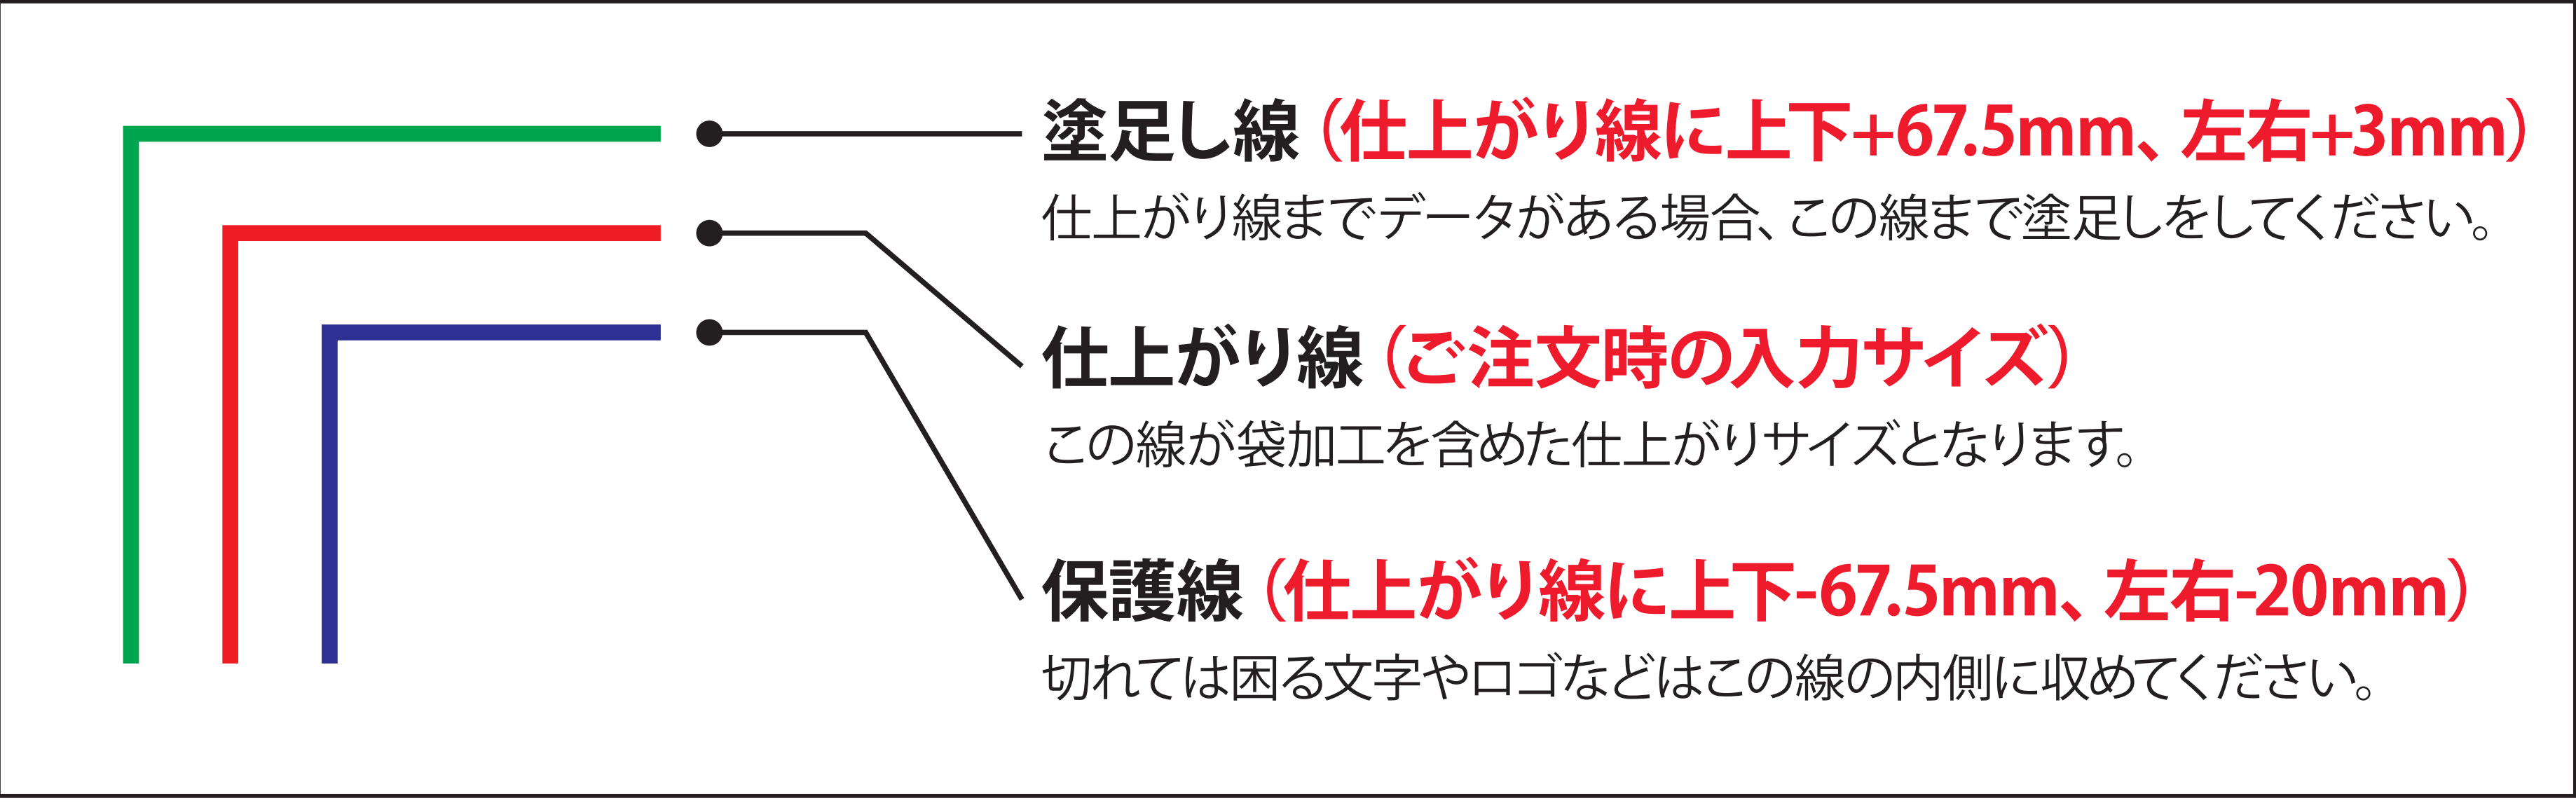 塗足し線（仕上がり線に上下+67.5mm、左右+3mm）
仕上がり線までデータがある場合、この線まで塗足しをしてください。
仕上がり線（ご注文時の入力サイズ）
この線が袋加工を含めた仕上がりサイズとなります。
保護線（仕上がり線に上下-67.5mm、左右-20mm）
切れては困る文字やロゴなどはこの線の内側に収めてください。